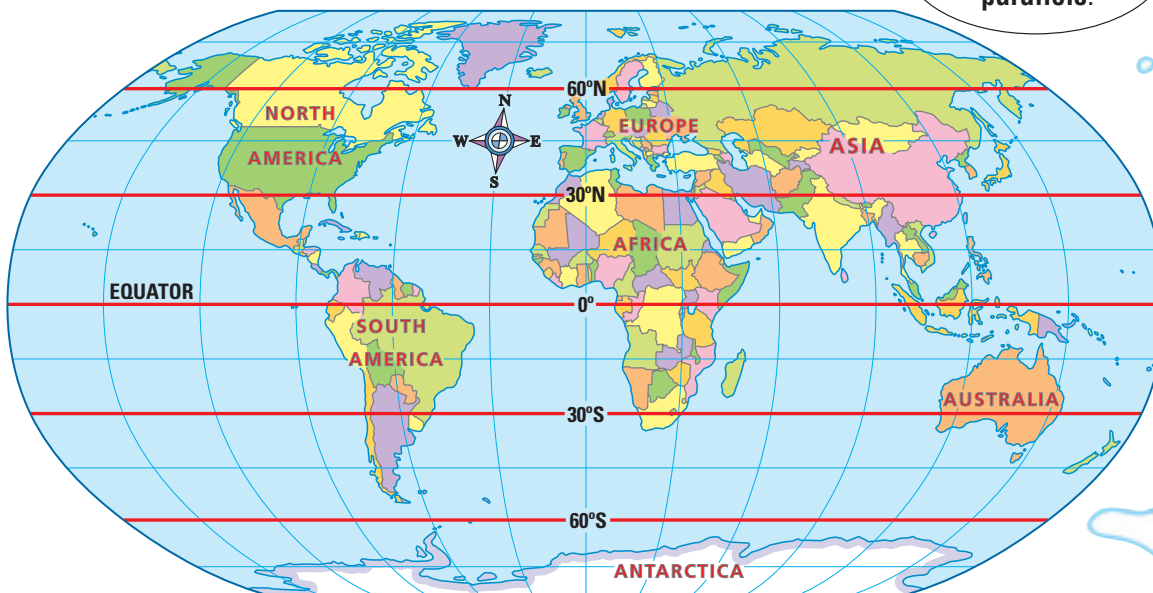 parallels.
60ºN
N
NORTH
EUROPE
W E
ASIA
AMERICA
S
30ºN
AFRICA
EQUATOR
0º
SOUTH
AMERICA
AUSTRALIA
30ºS
60ºS
ANTARCTICA